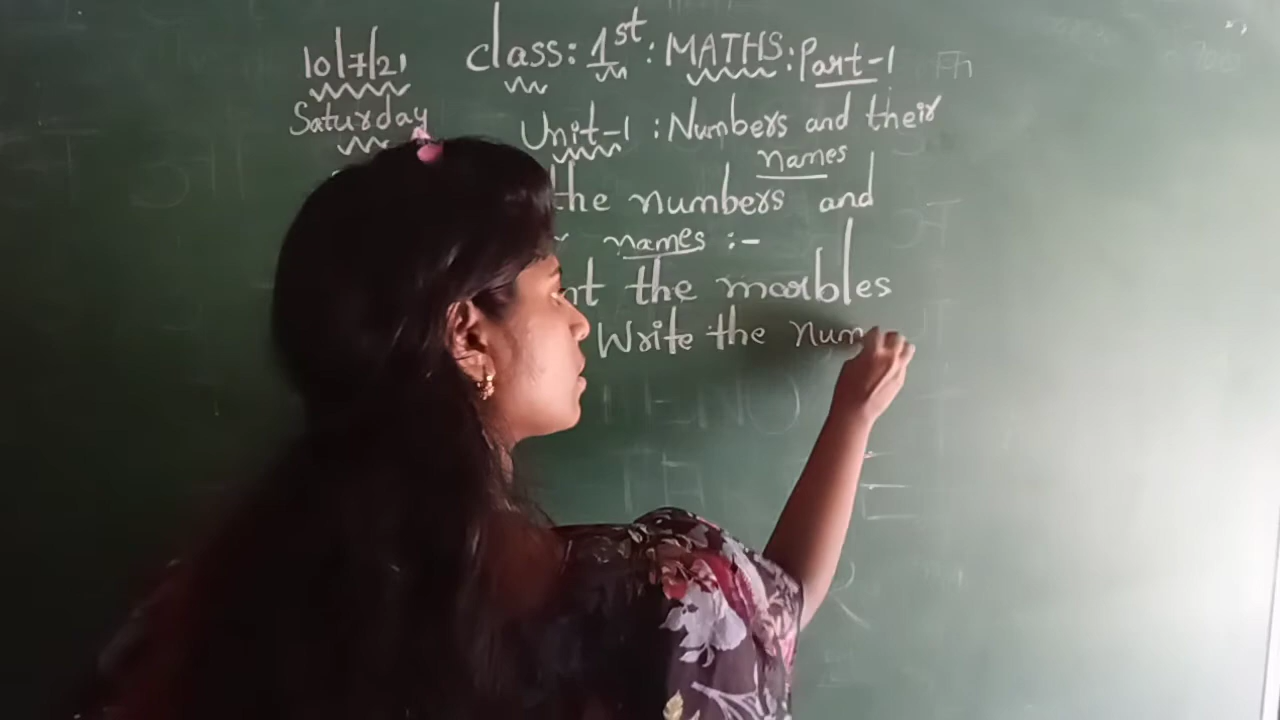 10/7/21 Class: 1st: MATHS: Part-1
Saturday Unit-1 : Numbers and their
names
the numbers and
names :-
the marbles
Write the num